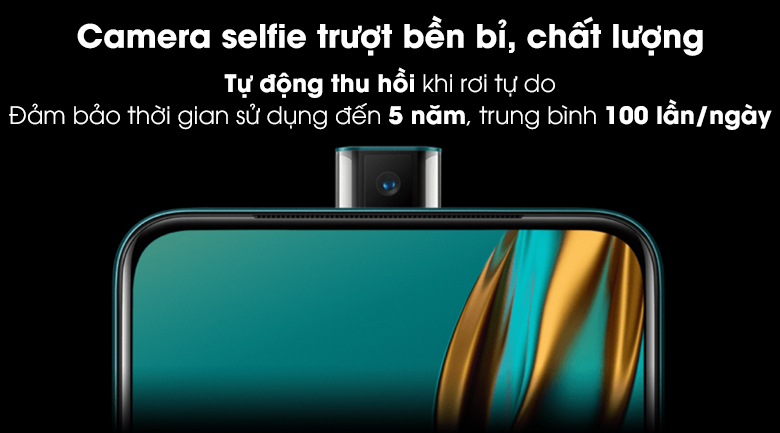 Camera selfie trượt bền bỉ, chất lượng
Tự động thu hồi khi rơi tự do
Đảm bảo thời gian sử dụng đến 5 năm, trung bình 100 lần/ngày